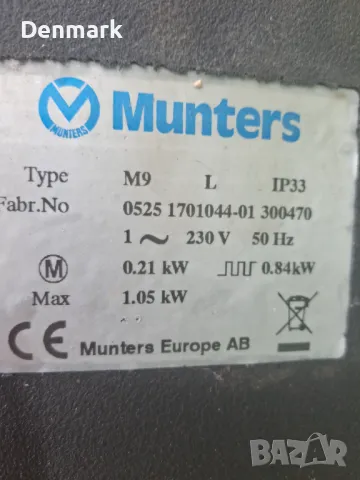 Denmark
MUNTERS
Munters
Type M9 L IP33
Fabr.No 0525 1701044-01 300470
1 ~ 230 V 50 Hz
M 0.21 kW 0.84kW
Max 1.05 kW
CE Munters Europe AB
BAZAR